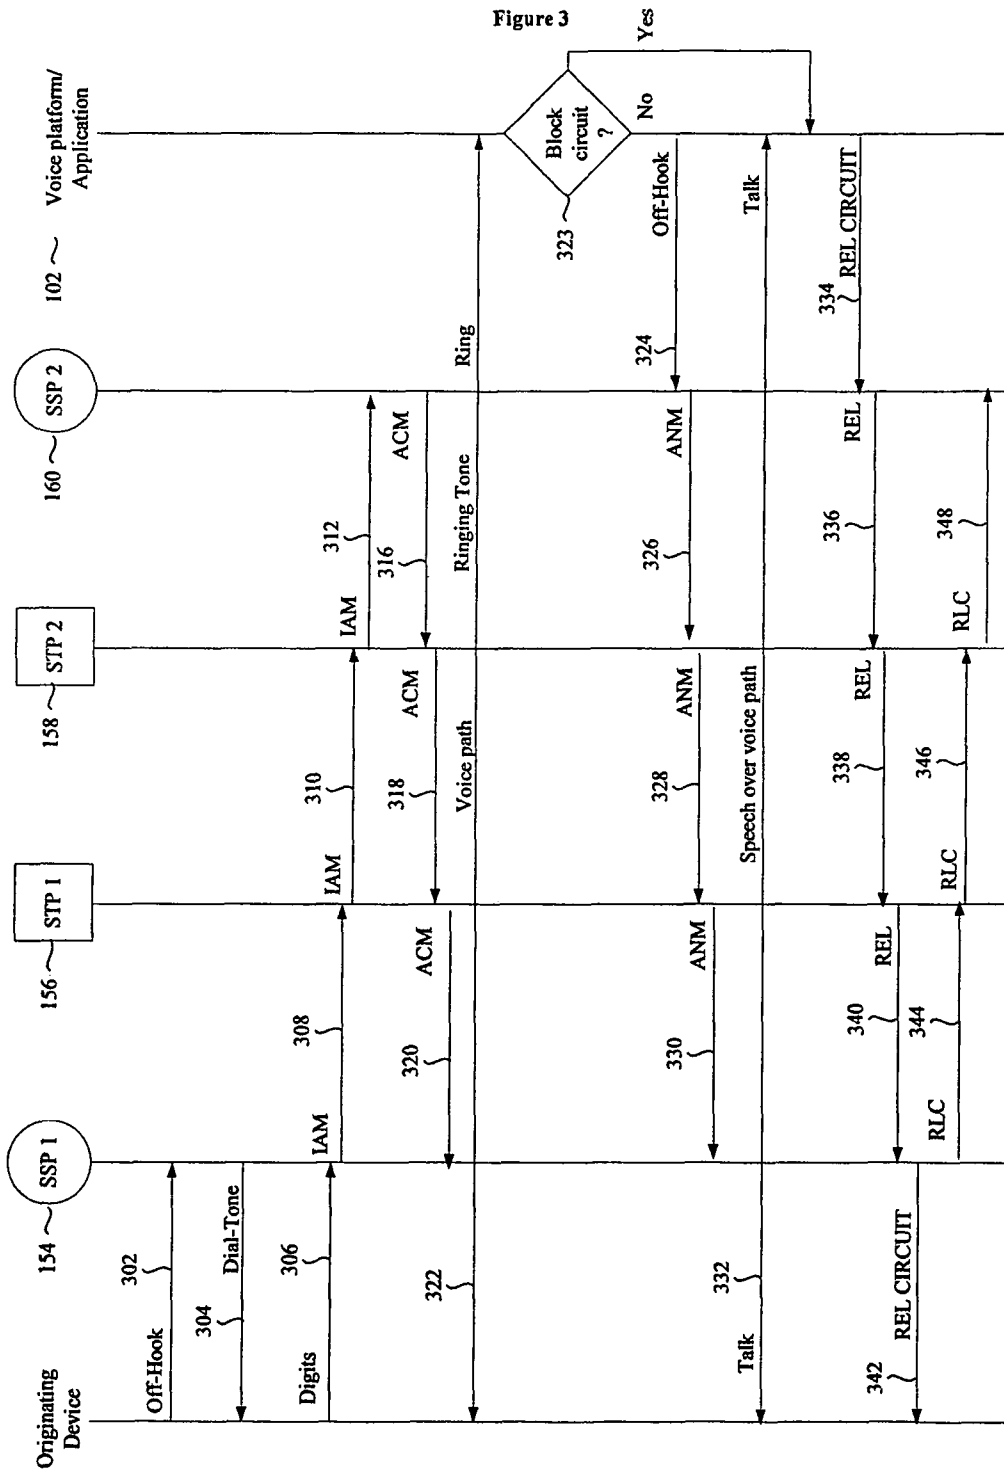 Figure 3
Originating
Device
154
SSP 1
156
STP 1
158
STP 2
160
SSP 2
102
Voice platform/
Application
Off-Hook
302
304
Dial-Tone
Digits
306
IAM
308
IAM
310
IAM
312
ACM
316
ACM
318
ACM
320
322
Voice path
Ringing Tone
Ring
Block
circuit
?
323
Yes
No
Off-Hook
324
ANM
326
ANM
328
ANM
330
Talk
332
Speech over voice path
Talk
REL CIRCUIT
334
REL
336
REL
338
REL
340
REL CIRCUIT
342
RLC
344
RLC
346
RLC
348